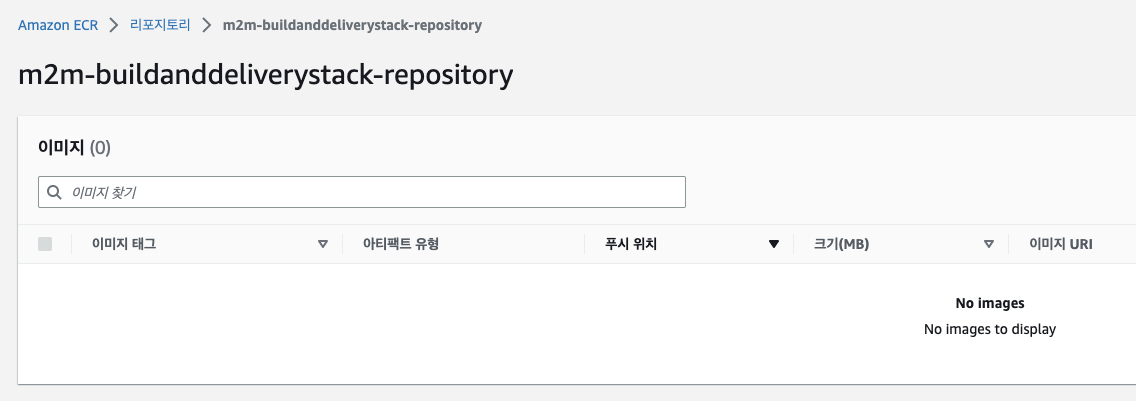 Amazon ECR > 리포지토리 > m2m-buildanddeliverystack-repository
m2m-buildanddeliverystack-repository
이미지 (0)
이미지 찾기
이미지 태그 아티팩트 유형 푸시 위치 크기(MB) 이미지 URI
No images
No images to display